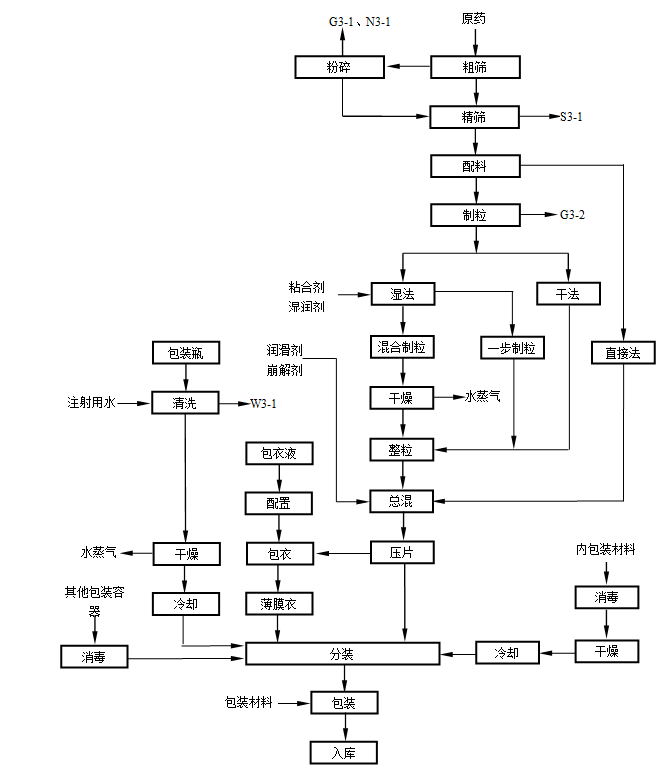 G3-1、N3-1
原药
粉碎
粗筛
精筛
S3-1
配料
制粒
G3-2
粘合剂
湿润剂
湿法
干法
包装瓶
润滑剂
崩解剂
混合制粒
一步制粒
直接法
注射用水
清洗
W3-1
干燥
水蒸气
包衣液
整粒
配置
总混
水蒸气
干燥
包衣
压片
内包装材料
其他包装容
器
冷却
薄膜衣
消毒
消毒
分装
冷却
干燥
包装材料
包装
入库